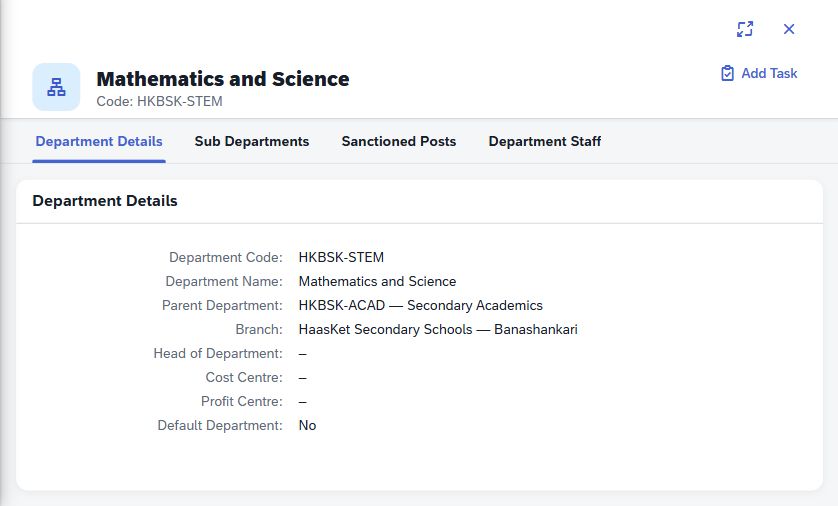 Add Task
Mathematics and Science
Code: HKBSK-STEM
Department Details Sub Departments Sanctioned Posts Department Staff
Department Details
Department Code: HKBSK-STEM
Department Name: Mathematics and Science
Parent Department: HKBSK-ACAD — Secondary Academics
Branch: HaasKet Secondary Schools — Banashankari
Head of Department: –
Cost Centre: –
Profit Centre: –
Default Department: No